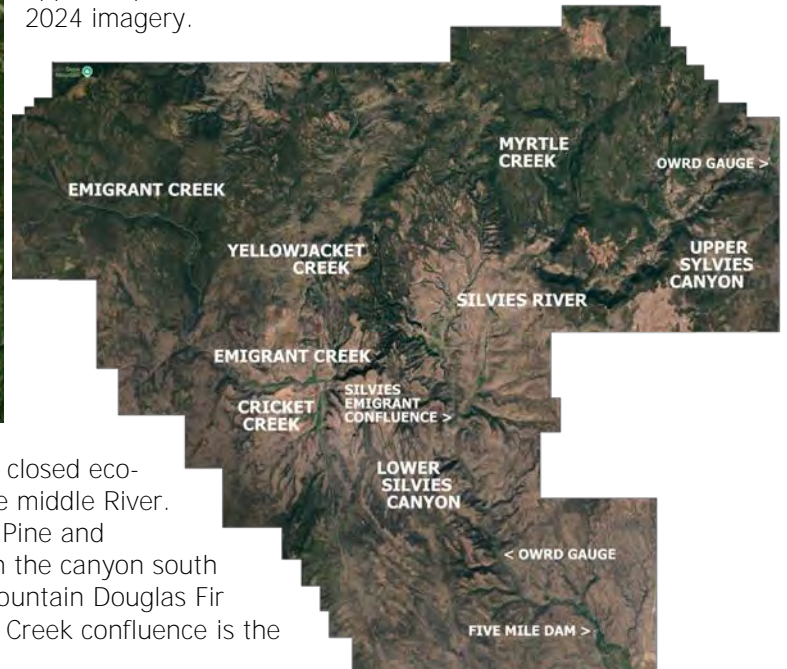 2024 imagery.
MYRTLE
CREEK
OWRD GAUGE >
EMIGRANT CREEK
YELLOWJACKET
CREEK
UPPER
SYLVIES
CANYON
SILVIES RIVER
EMIGRANT CREEK
SILVIES
EMIGRANT
CONFLUENCE >
CRICKET
CREEK
LOWER
SILVIES
CANYON
< OWRD GAUGE
FIVE MILE DAM >
closed eco-
e middle River.
Pine and
n the canyon south
ountain Douglas Fir
Creek confluence is the